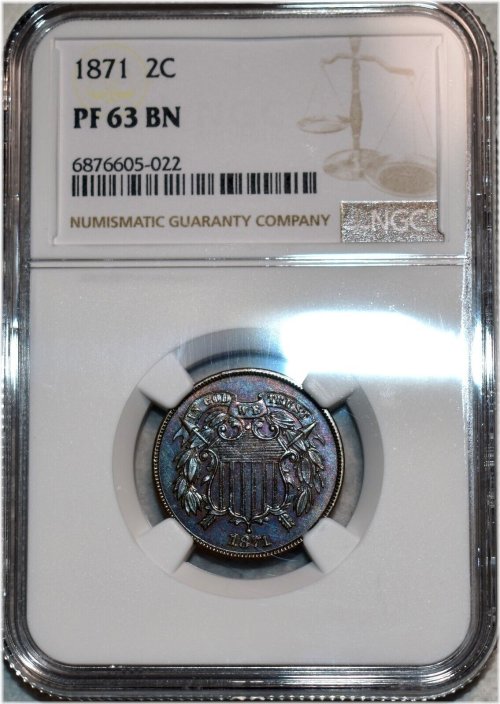 1871 2C
PF 63 BN
6876605-022
NUMISMATIC GUARANTY COMPANY
NGC
IN GOD WE TRUST
1871